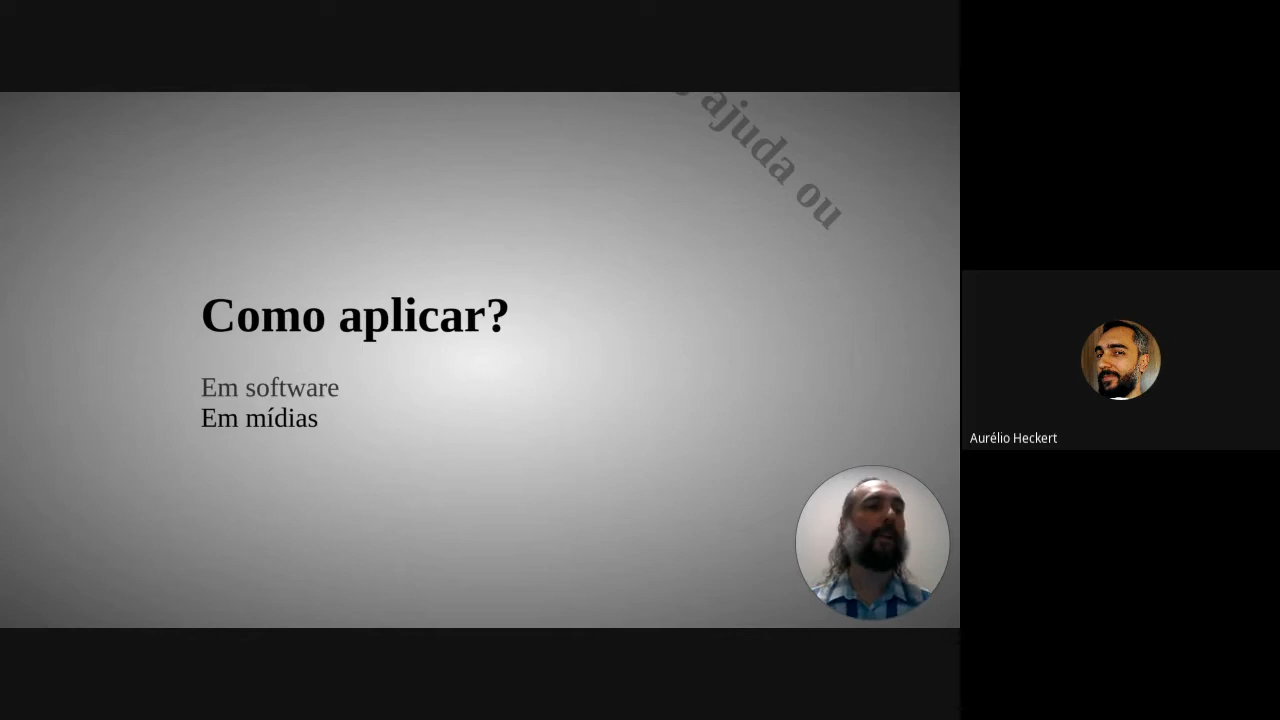 ajuda ou
Como aplicar?
Em software
Em mídias
Aurélio Heckert